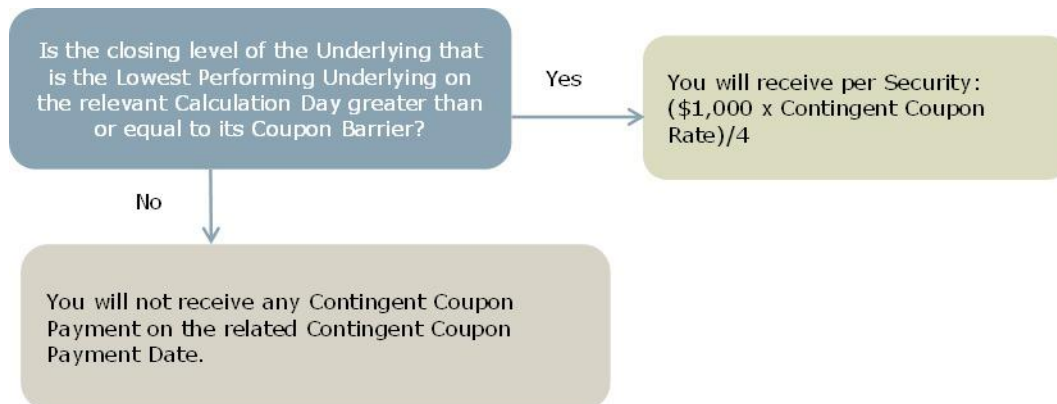 Is the closing level of the Underlying that
is the Lowest Performing Underlying on
the relevant Calculation Day greater than
or equal to its Coupon Barrier?
Yes
You will receive per Security:
($1,000 x Contingent Coupon
Rate)/4
No
You will not receive any Contingent Coupon
Payment on the related Contingent Coupon
Payment Date.